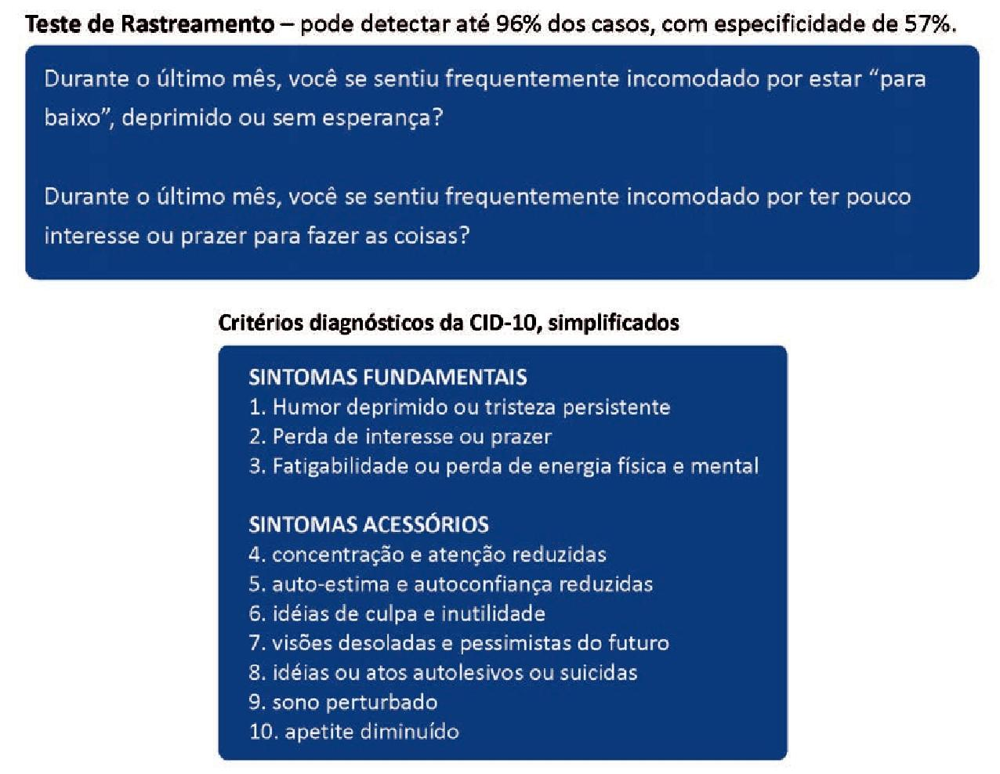 Teste de Rastreamento – pode detectar até 96% dos casos, com especificidade de 57%.
Durante o último mês, você se sentiu frequentemente incomodado por estar “para
baixo”, deprimido ou sem esperança?
Durante o último mês, você se sentiu frequentemente incomodado por ter pouco
interesse ou prazer para fazer as coisas?
Critérios diagnósticos da CID-10, simplificados
SINTOMAS FUNDAMENTAIS
1. Humor deprimido ou tristeza persistente
2. Perda de interesse ou prazer
3. Fatigabilidade ou perda de energia física e mental
SINTOMAS ACESSÓRIOS
4. concentração e atenção reduzidas
5. auto-estima e autoconfiança reduzidas
6. idéias de culpa e inutilidade
7. visões desoladas e pessimistas do futuro
8. idéias ou atos autolesivos ou suicidas
9. sono perturbado
10. apetite diminuído